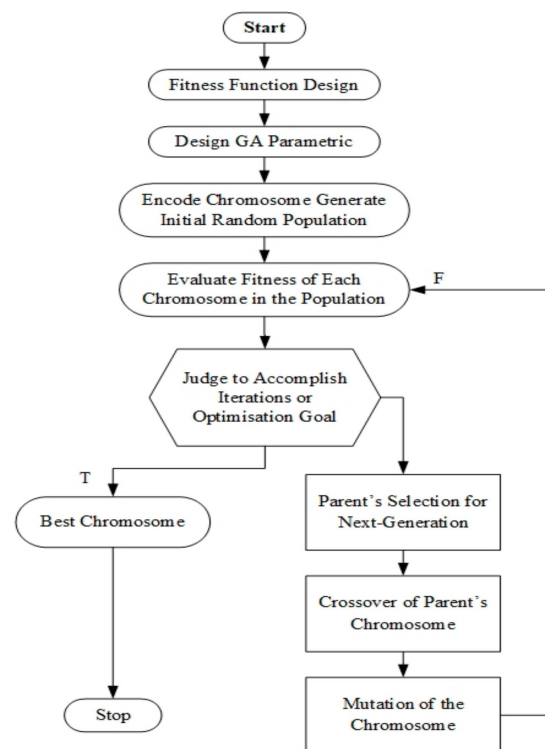 Start
Fitness Function Design
Design GA Parametric
Encode Chromosome Generate
Initial Random Population
Evaluate Fitness of Each
Chromosome in the Population
F
Judge to Accomplish
Iterations or
Optimisation Goal
T
Best Chromosome
Parent's Selection for
Next-Generation
Crossover of Parent's
Chromosome
Mutation of the
Chromosome
Stop